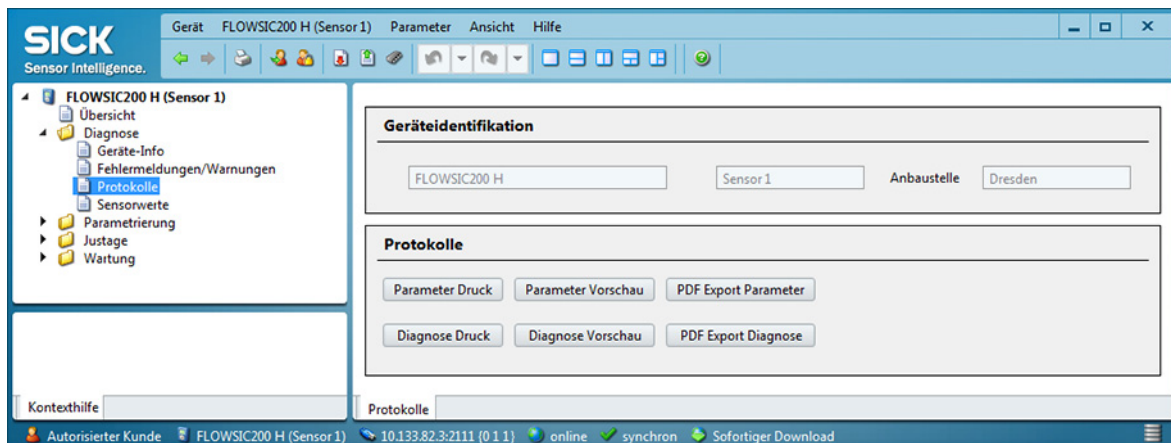 SICK
Sensor Intelligence.
Gerät FLOWSIC200 H (Sensor 1) Parameter Ansicht Hilfe
FLOWSIC200 H (Sensor 1)
Übersicht
Diagnose
Geräte-Info
Fehlermeldungen/Warnungen
Protokolle
Sensorwerte
Parametrierung
Justage
Wartung
Kontexthilfe
Geräteidentifikation
FLOWSIC200 H Sensor 1 Anbaustelle Dresden
Protokolle
Parameter Druck Parameter Vorschau PDF Export Parameter
Diagnose Druck Diagnose Vorschau PDF Export Diagnose
Protokolle
Autorisierter Kunde FLOWSIC200 H (Sensor 1) 10.133.82.3:2111 {0 1 1} online synchron Sofortiger Download